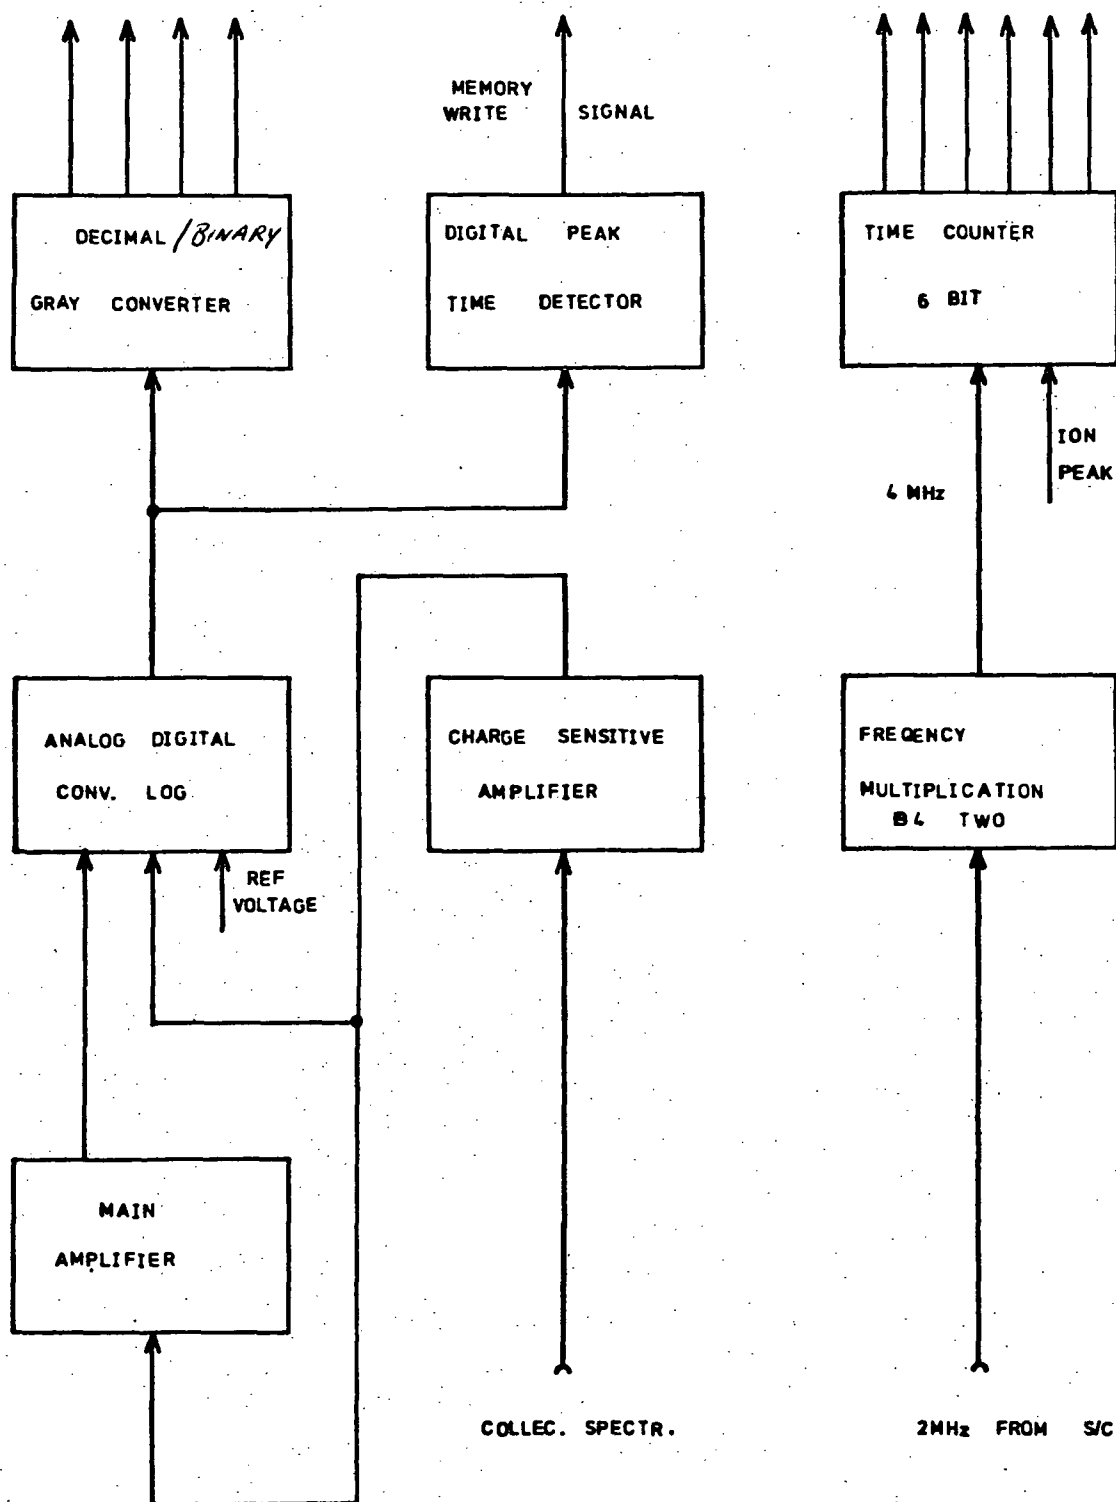 MEMORY
WRITE SIGNAL
DECIMAL /BINARY
GRAY CONVERTER
DIGITAL PEAK
TIME DETECTOR
TIME COUNTER
6 BIT
ION
PEAK
4 MHz
ANALOG DIGITAL
CONV. LOG
CHARGE SENSITIVE
AMPLIFIER
FREQENCY
MULTIPLICATION
B4 TWO
REF
VOLTAGE
MAIN
AMPLIFIER
COLLEC. SPECTR.
2MHz FROM S/C